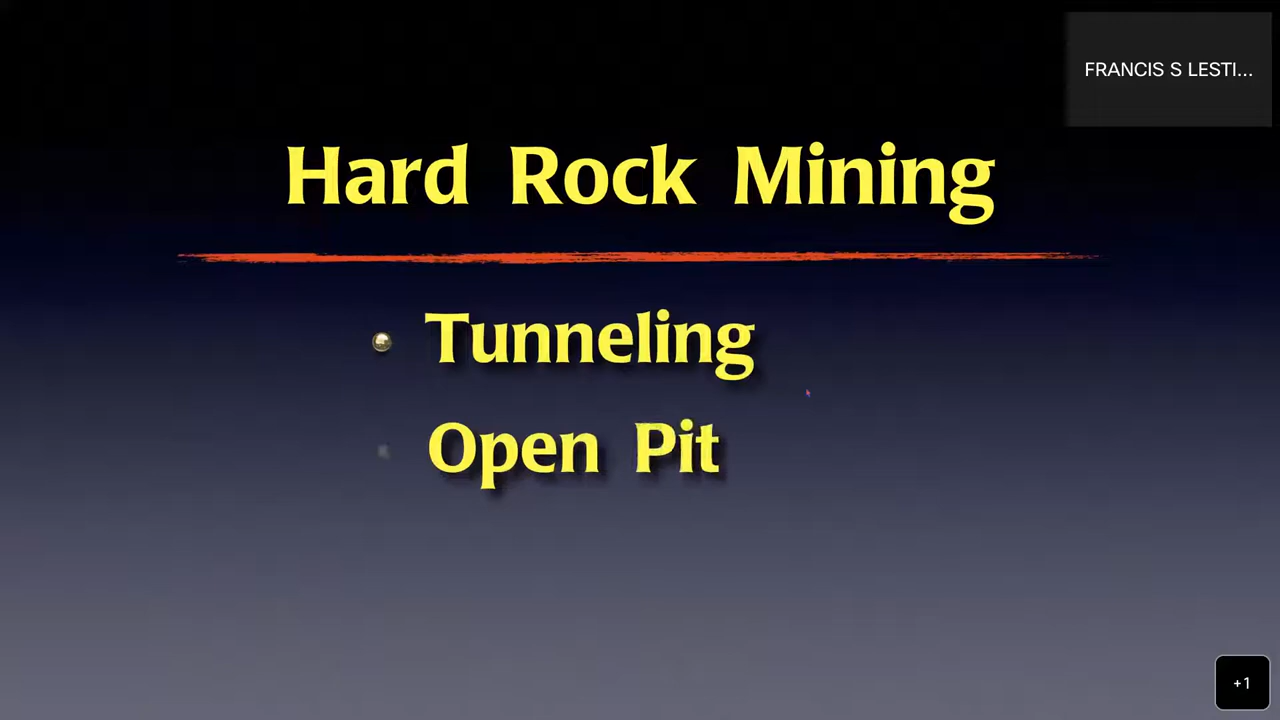 FRANCIS S LESTI...
Hard Rock Mining
Tunneling
Open Pit
+1